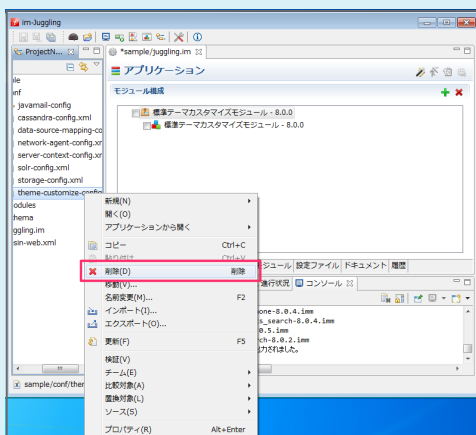 im-Juggling
ProjectN...
*sample/juggling.im
アプリケーション
モジュール構成
標準テーマカスタマイズモジュール - 8.0.0
標準テーマカスタマイズモジュール - 8.0.0
javamail-config
cassandra-config.xml
data-source-mapping-co
network-agent-config.xr
server-context-config.xr
solr-config.xml
storage-config.xml
theme-customize-config
odules
hema
ggling.im
sin-web.xml
新規(N)
開く(O)
アプリケーションから開く
コピー Ctrl+C
貼り付け Ctrl+V
削除(D) 削除
移動(V)...
名前変更(M)... F2
インポート(I)...
エクスポート(O)...
更新(F) F5
検証(V)
チーム(E)
比較対象(A)
置換対象(L)
ソース(S)
プロパティ(R) Alt+Enter
ジュール 設定ファイル ドキュメント 履歴
進行状況 コンソール
one-8.0.4.imm
s_search-8.0.4.imm
0.5.imm
ch-8.0.2.imm
出力されました。
sample/conf/ther